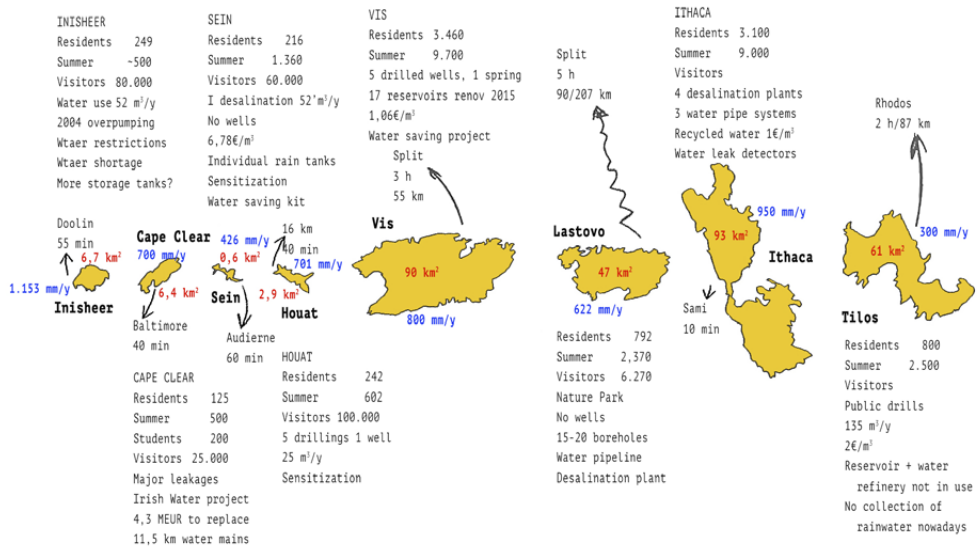 INISHEER
Residents 249
Summer ~500
Visitors 80.000
Water use 52 m³/y
2004 overpumping
Wtaer restrictions
Wtaer shortage
More storage tanks?
Doolin
55 min
6,7 km²
1.153 mm/y
Inisheer
Cape Clear
700 mm/y
6,4 km²
Baltimore
40 min
CAPE CLEAR
Residents 125
Summer 500
Students 200
Visitors 25.000
Major leakages
Irish Water project
4,3 MEUR to replace
11,5 km water mains
SEIN
Residents 216
Summer 1.360
Visitors 60.000
I desalination 52'm³/y
No wells
6,78€/m³
Individual rain tanks
Sensitization
Water saving kit
426 mm/y
0,6 km²
Sein
Audierne
60 min
16 km
40 min
701 mm/y
2,9 km²
Houat
HOUAT
Residents 242
Summer 602
Visitors 100.000
5 drillings 1 well
25 m³/y
Sensitization
VIS
Residents 3.460
Summer 9.700
5 drilled wells, 1 spring
17 reservoirs renov 2015
1,06€/m³
Water saving project
Split
3 h
55 km
Vis
90 km²
800 mm/y
Split
5 h
90/207 km
Lastovo
47 km²
622 mm/y
Residents 792
Summer 2,370
Visitors 6.270
Nature Park
No wells
15-20 boreholes
Water pipeline
Desalination plant
ITHACA
Residents 3.100
Summer 9.000
Visitors
4 desalination plants
3 water pipe systems
Recycled water 1€/m³
Water leak detectors
950 mm/y
93 km²
Ithaca
Sami
10 min
Rhodos
2 h/87 km
300 mm/y
61 km²
Tilos
Residents 800
Summer 2.500
Visitors
Public drills
135 m³/y
2€/m³
Reservoir + water
refinery not in use
No collection of
rainwater nowadays